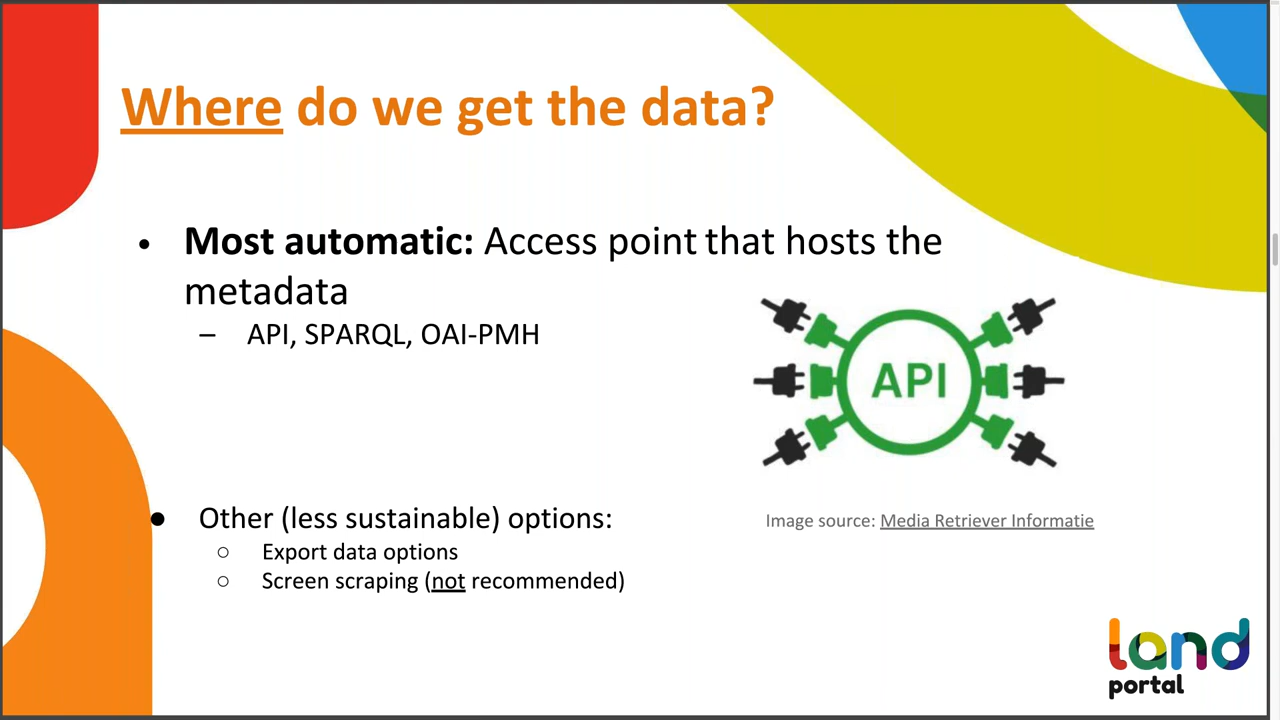 Where do we get the data?
• Most automatic: Access point that hosts the
metadata
– API, SPARQL, OAI-PMH
API
● Other (less sustainable) options:
○ Export data options
○ Screen scraping (not recommended)
Image source: Media Retriever Informatie
land
portal